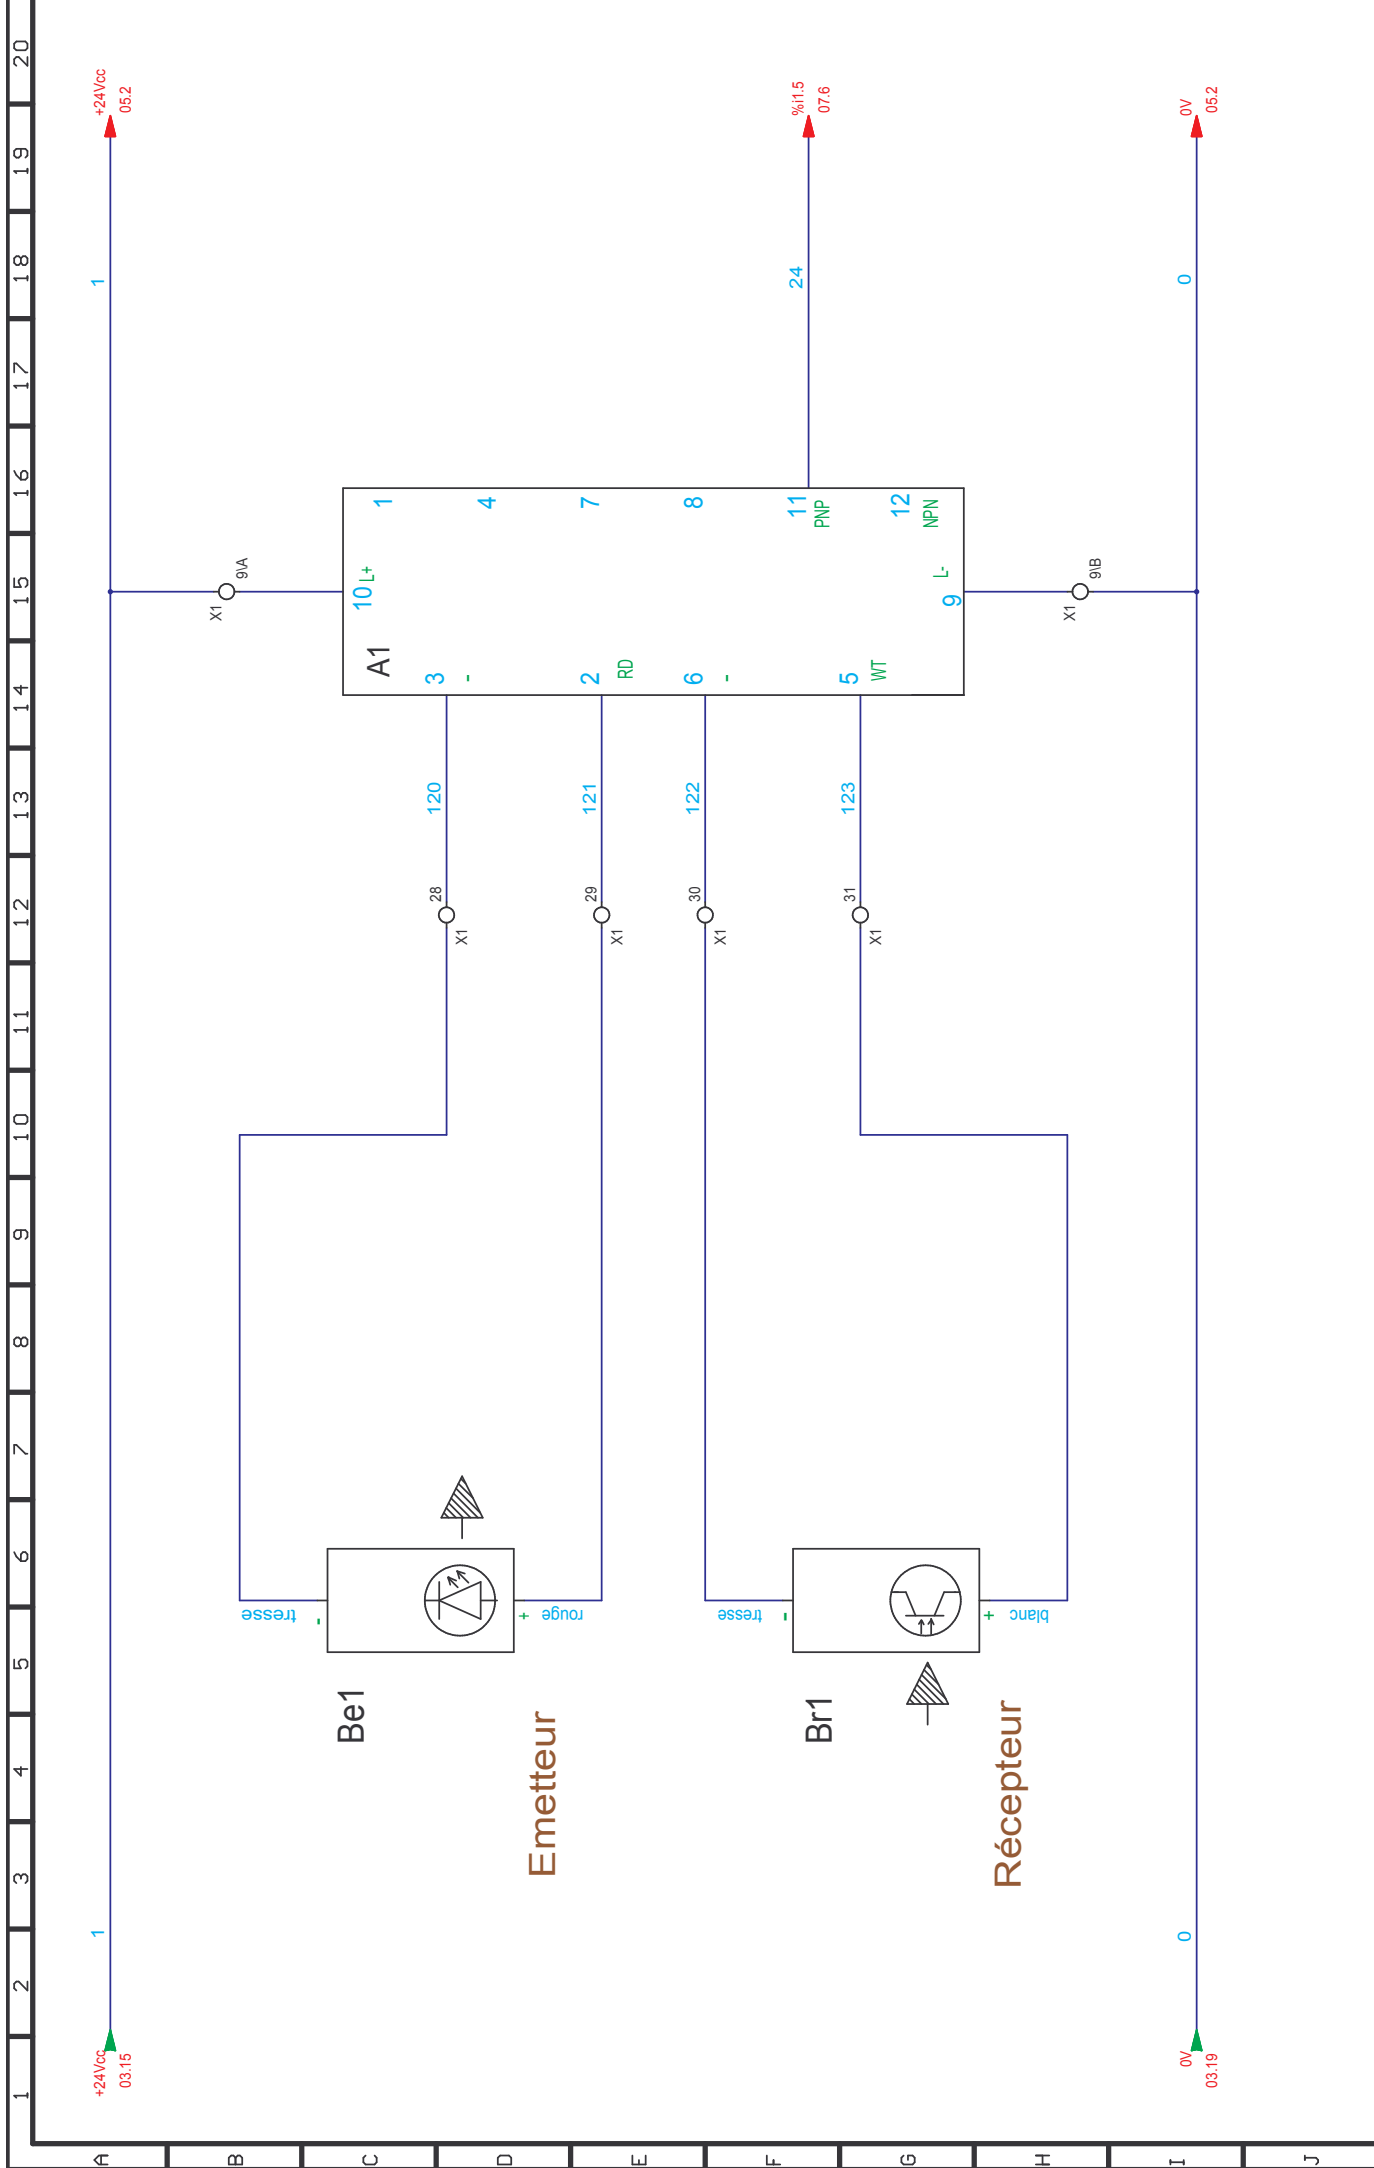 1 2 3 4 5 6 7 8 9 10 11 12 13 14 15 16 17 18 19 20
A
+24Vcc
03.15
1
1
+24Vcc
05.2
B
tresse
X1
9\A
C
Be1
-
A1
10
L+
1
D
Emetteur
X1
28
120
3
-
4
+
rouge
E
X1
29
121
2
RD
7
F
tresse
X1
30
122
6
-
8
-
Br1
24
%i1.5
07.6
11
PNP
G
X1
31
123
5
WT
12
NPN
H
Récepteur
+
blanc
9
L-
X1
9\B
I
0V
03.19
0
0
0V
05.2
J